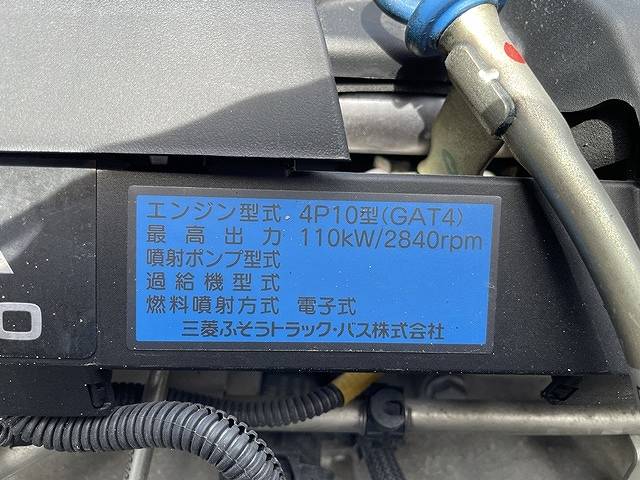 エンジン型式 4P10型(GAT4)
最高出力 110kW/2840rpm
噴射ポンプ型式
過給機型式
燃料噴射方式 電子式
三菱ふそうトラック・バス株式会社
O